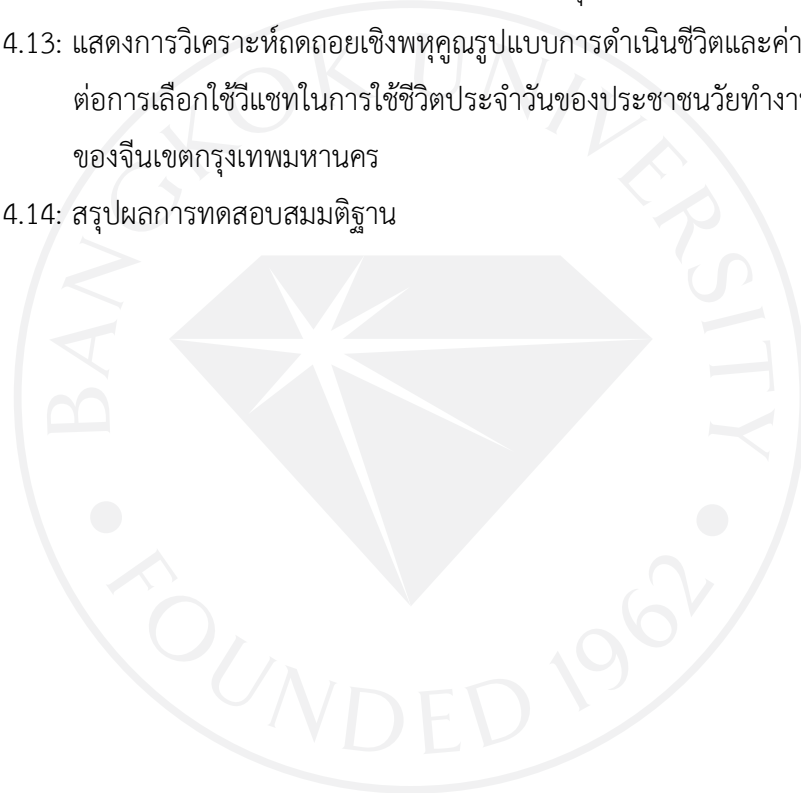 4.13: แสดงการวิเคราะห์ถดถอยเชิงพหุคูณรูปแบบการดำเนินชีวิตและค่า
ต่อการเลือกใช้วีแชทในการใช้ชีวิตประจำวันของประชาชนวัยทำงา
ของจีนเขตกรุงเทพมหานคร
4.14: สรุปผลการทดสอบสมมติฐาน
BANGKOK UNIVERSITY
FOUNDED 1962